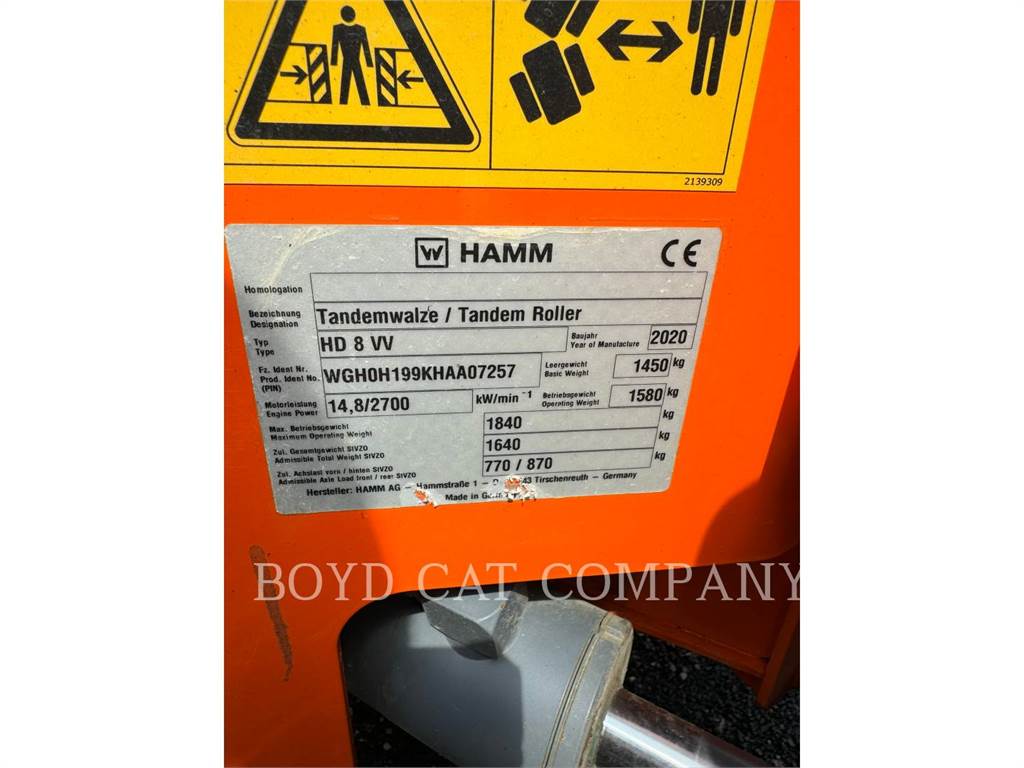 2139309
HAMM CE
Homologation
Bezeichnung
Designation
Tandemwalze / Tandem Roller
Typ
Type
HD 8 VV
Baujahr
Year of Manufacture
2020
Fz. Ident Nr.
Prod. Ident No.
(PIN)
WGH0H199KHAA07257
Leergewicht
Basic Weight
1450 kg
Motorleistung
Engine Power
14,8/2700 kW/min -1
Betriebsgewicht
Operating Weight
1580 kg
Max. Betriebsgewicht
Maximum Operating Weight
1840 kg
Zul. Gesamtgewicht StVZO
Admissible Total Weight StVZO
1640 kg
Zul. Achslast vorn / hinten StVZO
Admissible Axle Load front / rear StVZO
770 / 870 kg
Hersteller: HAMM AG – Hammstraße 1 – Tirschenreuth – Germany
Made in
BOYD CAT COMPANY